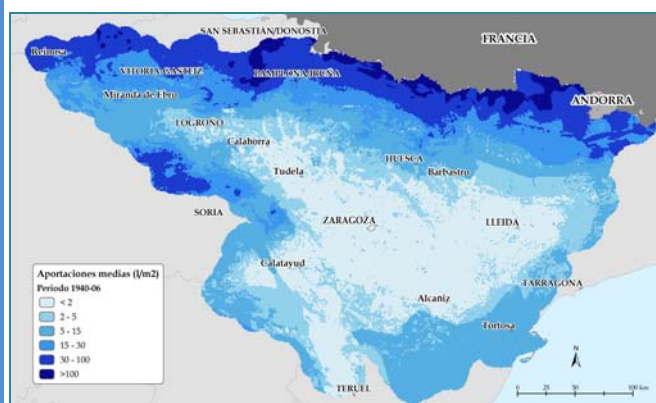 SAN SEBASTIÁN/DONOSTIA
FRANCIA
Reinosa
VITORIA-GASTEIZ
PAMPLONA/IRUÑA
ANDORRA
Miranda de Ebro
LOGROÑO
Calahorra
HUESCA
Barbastro
Tudela
SORIA
ZARAGOZA
LLEIDA
Calatayud
TARRAGONA
Alcañiz
Tortosa
TERUEL
Aportaciones medias (l/m2)
Periodo 1940-06
< 2
2 - 5
5 - 15
15 - 30
30 - 100
>100
N
0 25 50 100 km